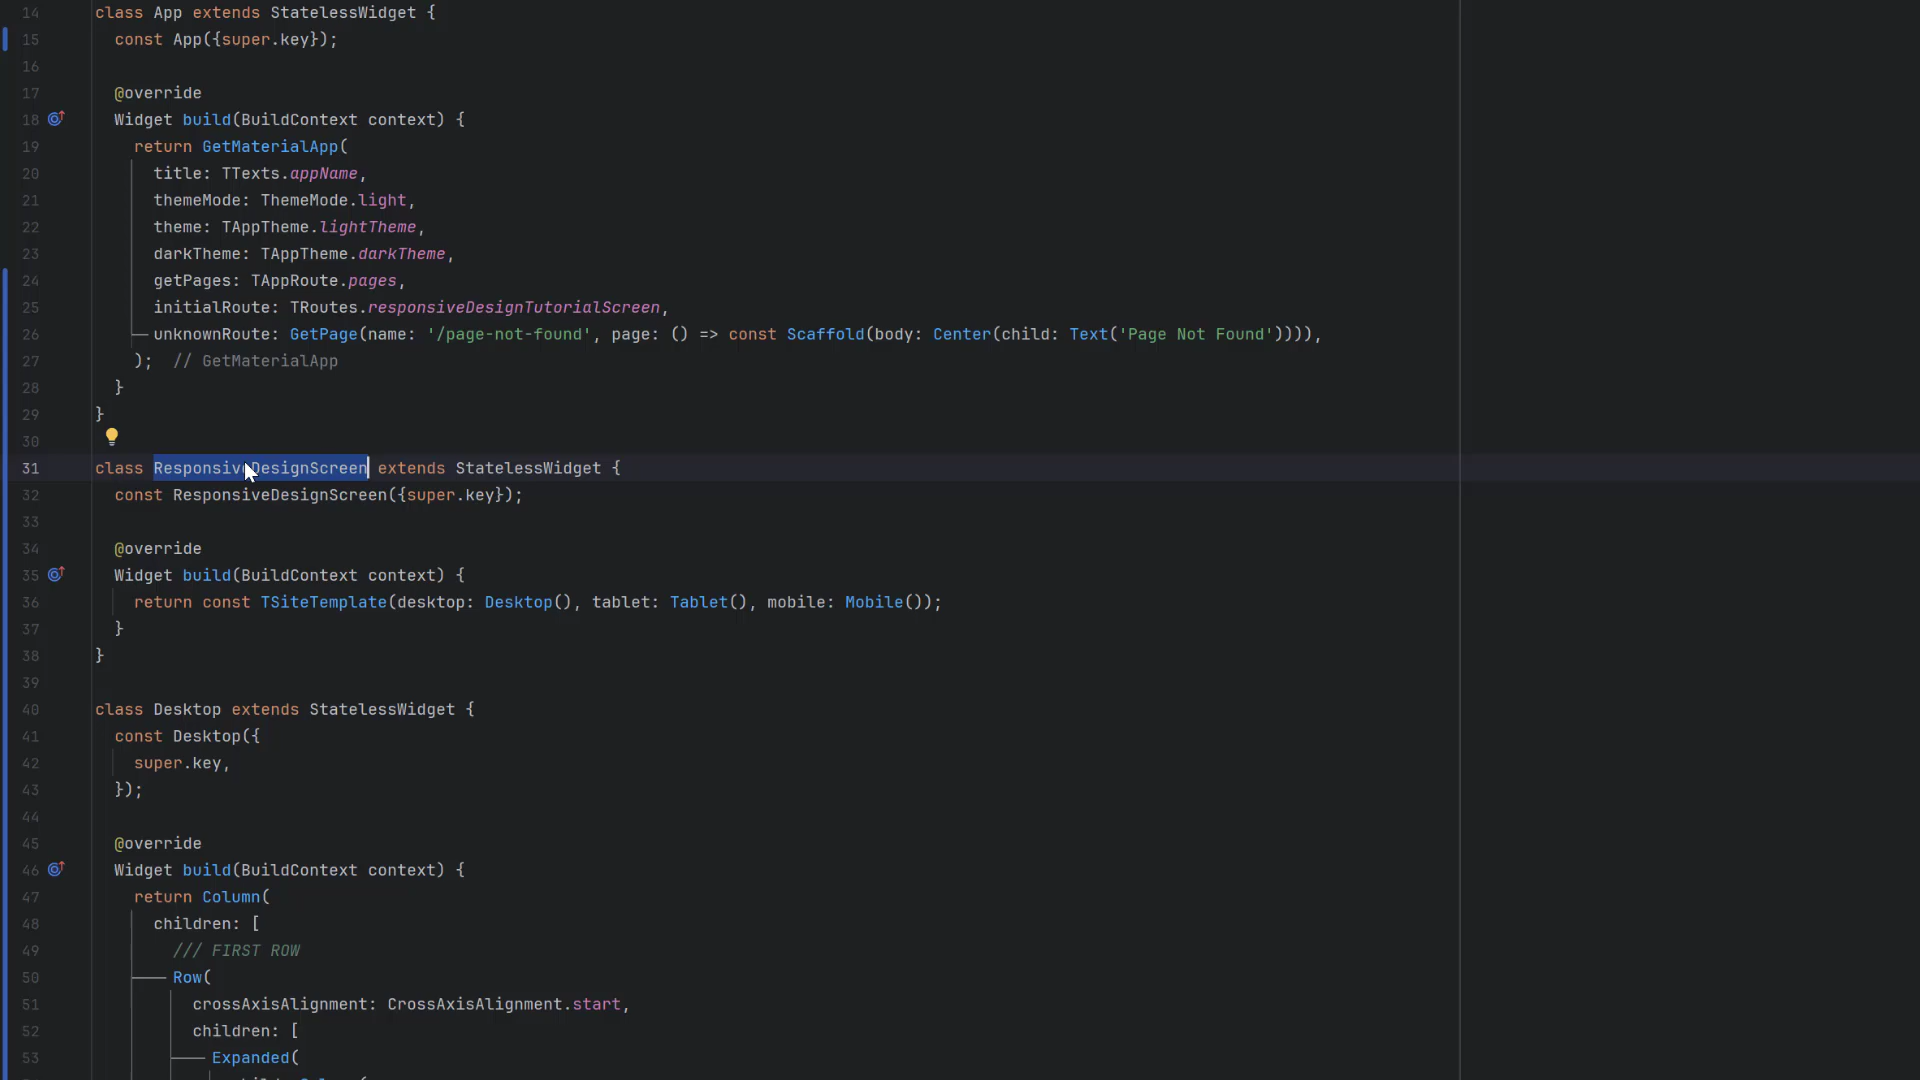 14 class App extends StatelessWidget {
15   const App({super.key});
16
17   @override
18   Widget build(BuildContext context) {
19     return GetMaterialApp(
20       title: TTexts.appName,
21       themeMode: ThemeMode.light,
22       theme: TAppTheme.lightTheme,
23       darkTheme: TAppTheme.darkTheme,
24       getPages: TAppRoute.pages,
25       initialRoute: TRoutes.responsiveDesignTutorialScreen,
26       unknownRoute: GetPage(name: '/page-not-found', page: () => const Scaffold(body: Center(child: Text('Page Not Found')))),
27     );  // GetMaterialApp
28   }
29 }
30
31 class ResponsiveDesignScreen extends StatelessWidget {
32   const ResponsiveDesignScreen({super.key});
33
34   @override
35   Widget build(BuildContext context) {
36     return const TSiteTemplate(desktop: Desktop(), tablet: Tablet(), mobile: Mobile());
37   }
38 }
39
40 class Desktop extends StatelessWidget {
41   const Desktop({
42     super.key,
43   });
44
45   @override
46   Widget build(BuildContext context) {
47     return Column(
48       children: [
49         /// FIRST ROW
50         Row(
51           crossAxisAlignment: CrossAxisAlignment.start,
52           children: [
53             Expanded(